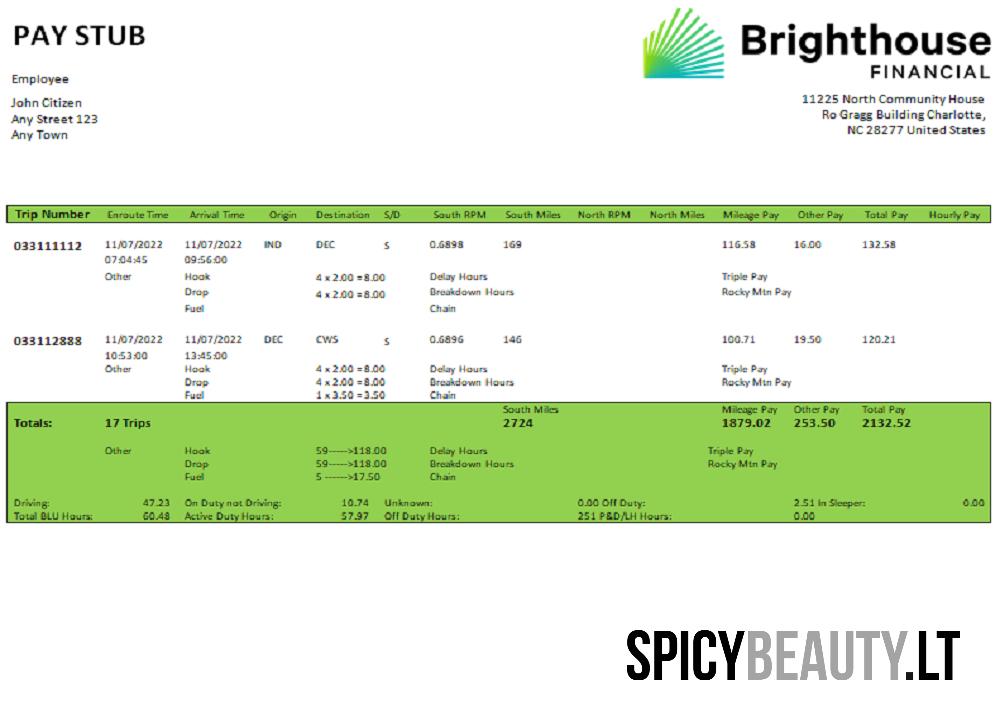 PAY STUB
Brighthouse
FINANCIAL
Employee
John Citizen
Any Street 123
Any Town
11225 North Community House
Ro Gragg Building Charlotte,
NC 28277 United States
Trip Number Enroute Time Arrival Time Origin Destination S/D South RPM South Miles North RPM North Miles Mileage Pay Other Pay Total Pay Hourly Pay
033111112 11/07/2022 11/07/2022 IND DEC S 0.6898 169 116.58 16.00 132.58
07:04:45 09:56:00
Other Hook 4 x 2.00 =8.00 Delay Hours Triple Pay
Drop 4 x 2.00 =8.00 Breakdown Hours Rocky Mtn Pay
Fuel Chain
033112888 11/07/2022 11/07/2022 DEC CWS S 0.6896 146 100.71 19.50 120.21
10:53:00 13:45:00
Other Hook 4 x 2.00 =8.00 Delay Hours Triple Pay
Drop 4 x 2.00 =8.00 Breakdown Hours Rocky Mtn Pay
Fuel 1 x 3.50 =3.50 Chain
South Miles Mileage Pay Other Pay Total Pay
Totals: 17 Trips 2724 1879.02 253.50 2132.52
Other Hook 59----->118.00 Delay Hours Triple Pay
Drop 59----->118.00 Breakdown Hours Rocky Mtn Pay
Fuel 5 ------>17.50 Chain
Driving: 47.23 On Duty not Driving: 10.74 Unknown: 0.00 Off Duty: 2.51 In Sleeper: 0.00
Total BLU Hours: 60.48 Active Duty Hours: 57.97 Off Duty Hours: 251 P&D/LH Hours: 0.00
SPICYBEAUTY.LT